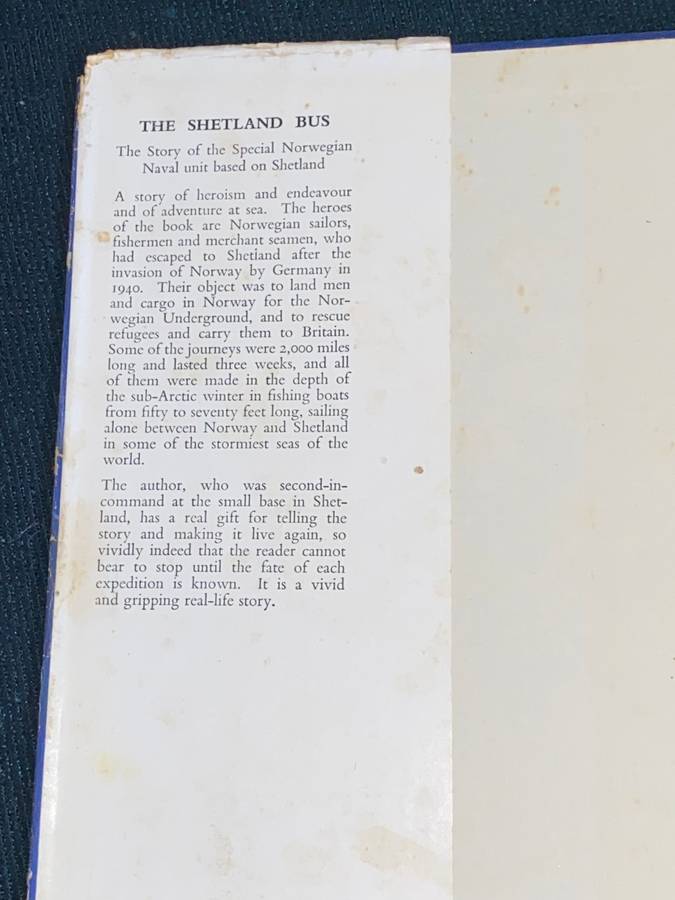 THE SHETLAND BUS
The Story of the Special Norwegian
Naval unit based on Shetland
A story of heroism and endeavour
and of adventure at sea. The heroes
of the book are Norwegian sailors,
fishermen and merchant seamen, who
had escaped to Shetland after the
invasion of Norway by Germany in
1940. Their object was to land men
and cargo in Norway for the Nor-
wegian Underground, and to rescue
refugees and carry them to Britain.
Some of the journeys were 2,000 miles
long and lasted three weeks, and all
of them were made in the depth of
the sub-Arctic winter in fishing boats
from fifty to seventy feet long, sailing
alone between Norway and Shetland
in some of the stormiest seas of the
world.
The author, who was second-in-
command at the small base in Shet-
land, has a real gift for telling the
story and making it live again, so
vividly indeed that the reader cannot
bear to stop until the fate of each
expedition is known. It is a vivid
and gripping real-life story.